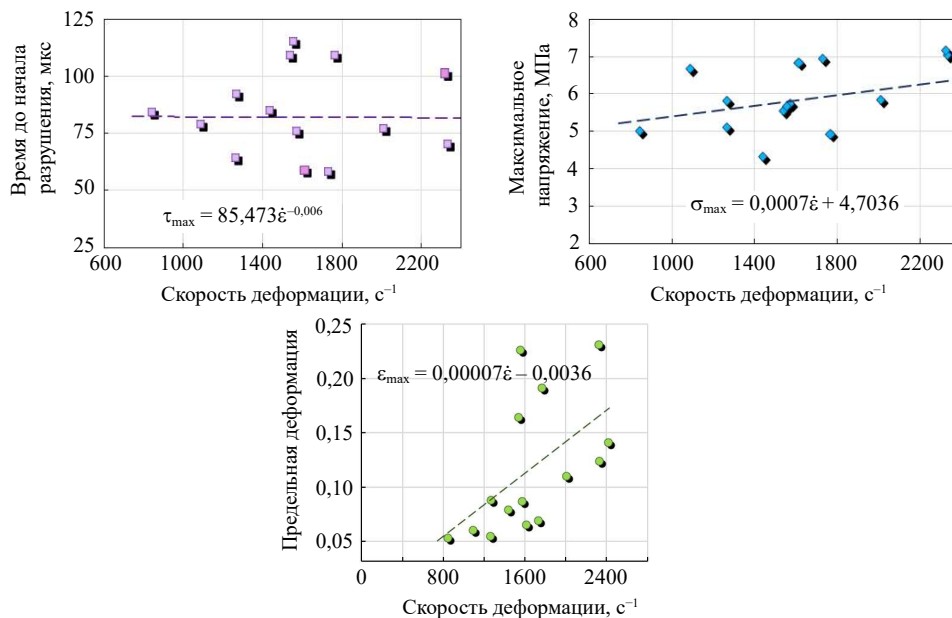 Время до начала
разрушения, мкс
125
100
75
50
25
τmax = 85,473ε̇–0,006
600 1000 1400 1800 2200
Скорость деформации, с–1
Максимальное
напряжение, МПа
8
7
6
5
4
3
2
σmax = 0,0007ε̇ + 4,7036
600 1000 1400 1800 2200
Скорость деформации, с–1
Предельная деформация
0,25
0,20
0,15
0,10
0,05
εmax = 0,00007ε̇ – 0,0036
0 800 1600 2400
Скорость деформации, с–1